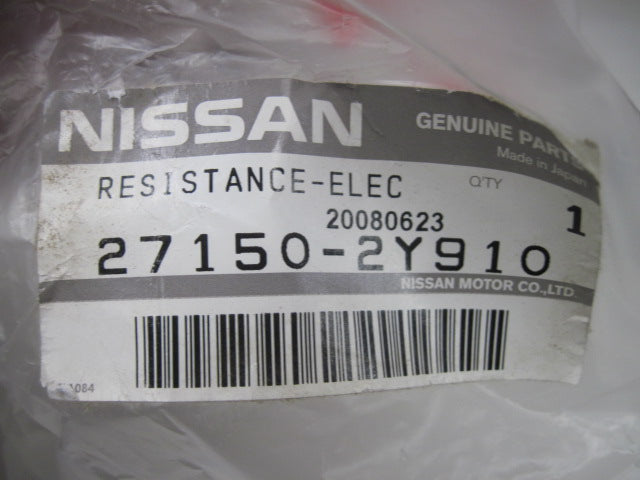 NISSAN
GENUINE PARTS
Made in Japan
RESISTANCE-ELEC
Q'TY
20080623
1
27150-2Y910
NISSAN MOTOR CO.,LTD.